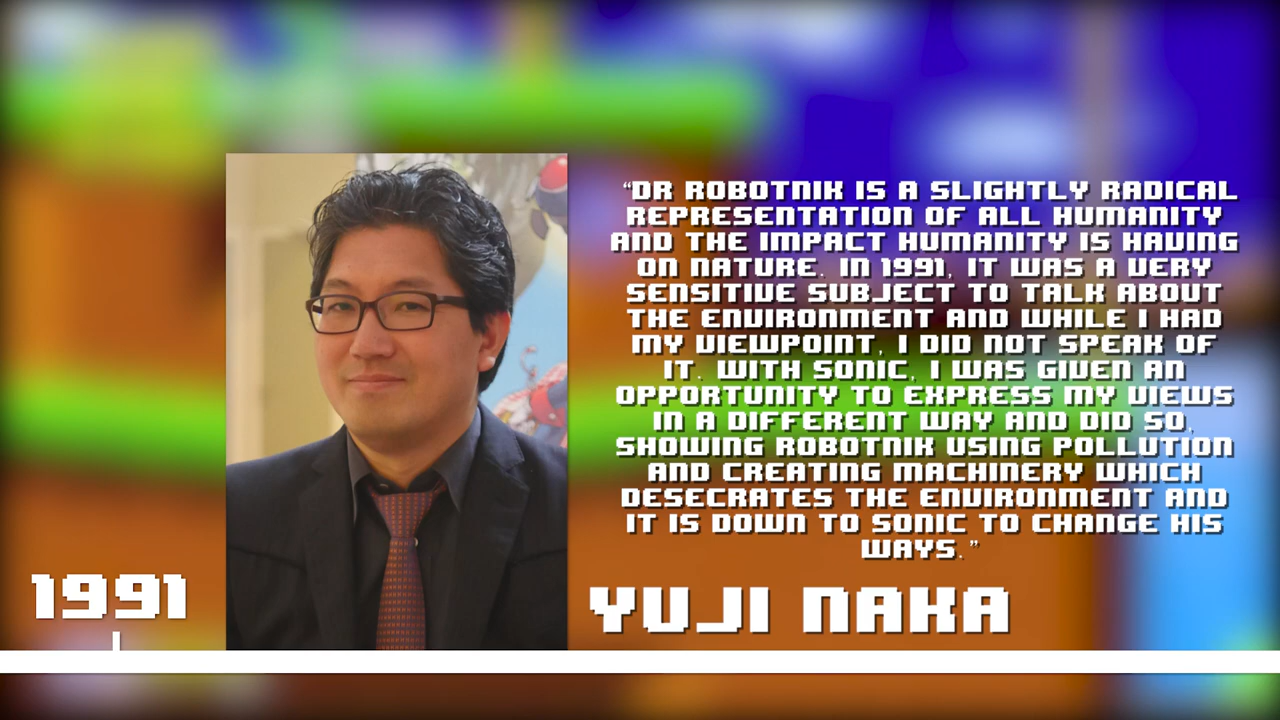 “DR ROBOTNIK IS A SLIGHTLY RADICAL
REPRESENTATION OF ALL HUMANITY
AND THE IMPACT HUMANITY IS HAVING
ON NATURE. IN 1991, IT WAS A VERY
SENSITIVE SUBJECT TO TALK ABOUT
THE ENVIRONMENT AND WHILE I HAD
MY VIEWPOINT, I DID NOT SPEAK OF
IT. WITH SONIC, I WAS GIVEN AN
OPPORTUNITY TO EXPRESS MY VIEWS
IN A DIFFERENT WAY AND DID SO,
SHOWING ROBOTNIK USING POLLUTION
AND CREATING MACHINERY WHICH
DESECRATES THE ENVIRONMENT AND
IT IS DOWN TO SONIC TO CHANGE HIS
WAYS.”
YUJI NAKA
1991